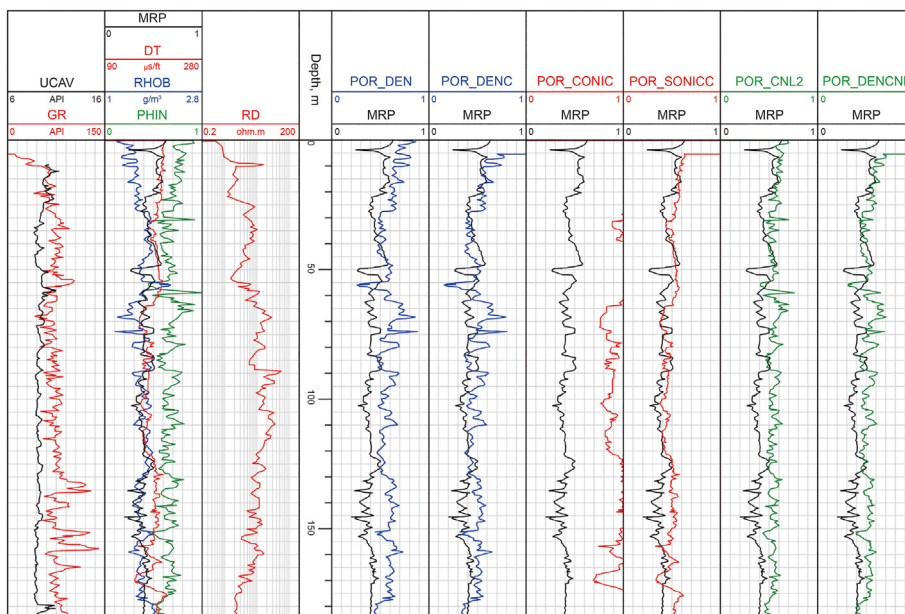 MRP
0 1
DT
90 µs/ft 280
UCAV RHOB POR_DEN POR_DENC POR_CONIC POR_SONICC POR_CNL2 POR_DENCNL
6 API 16 1 g/m³ 2.8 0 1 0 1 0 1 0 1 0 1 0 1
GR PHIN RD Depth, m MRP MRP MRP MRP MRP MRP
0 API 150 0 1 0.2 ohm.m 200 0 1 0 1 0 1 0 1 0 1 0 1
0
50
100
150